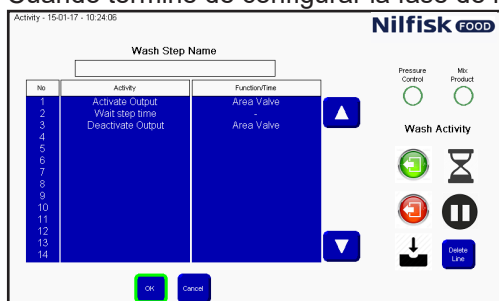 Cuando termine de configurar la fase de
Activity - 15-01-17 - 10:24:06
Nilfisk FOOD
Wash Step Name
No Activity Function/Time
1 Activate Output Area Valve
2 Wait step time -
3 Deactivate Output Area Valve
4
5
6
7
8
9
10
11
12
13
14
OK Cancel
Pressure Control
Mix Product
Wash Activity
Delete Line